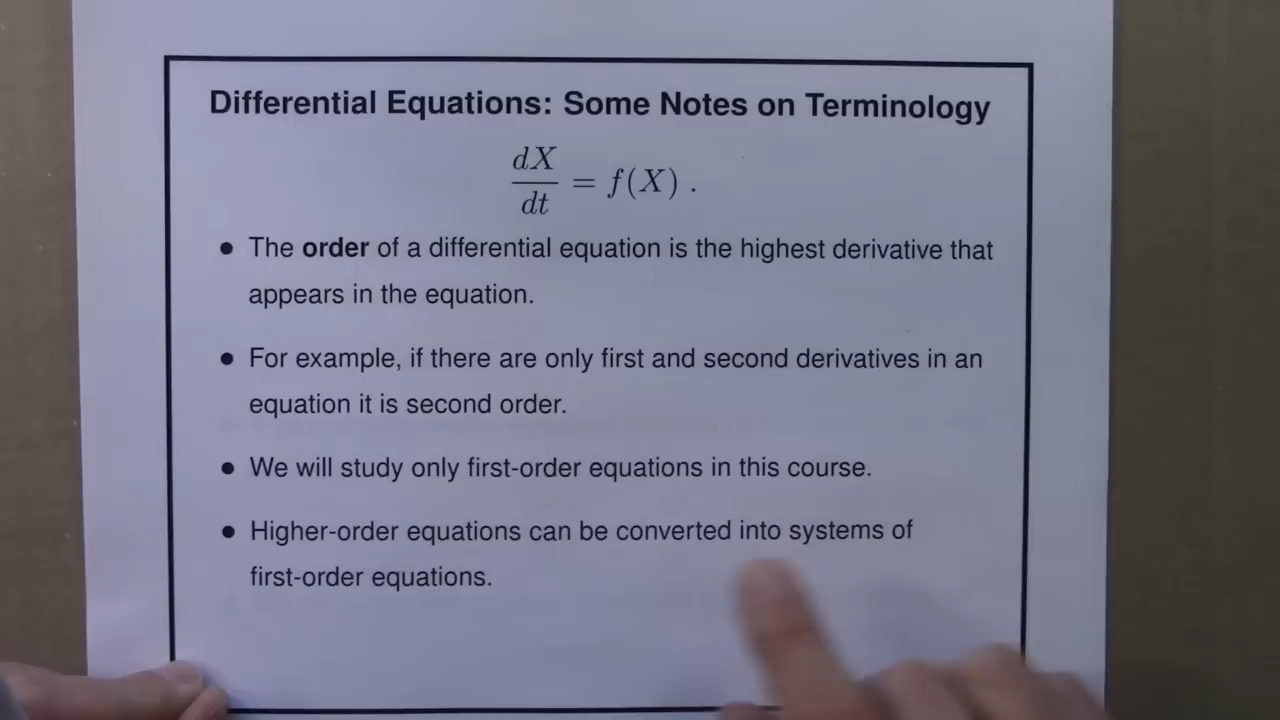 Differential Equations: Some Notes on Terminology
dX/dt = f(X) .
• The order of a differential equation is the highest derivative that
appears in the equation.
• For example, if there are only first and second derivatives in an
equation it is second order.
• We will study only first-order equations in this course.
• Higher-order equations can be converted into systems of
first-order equations.